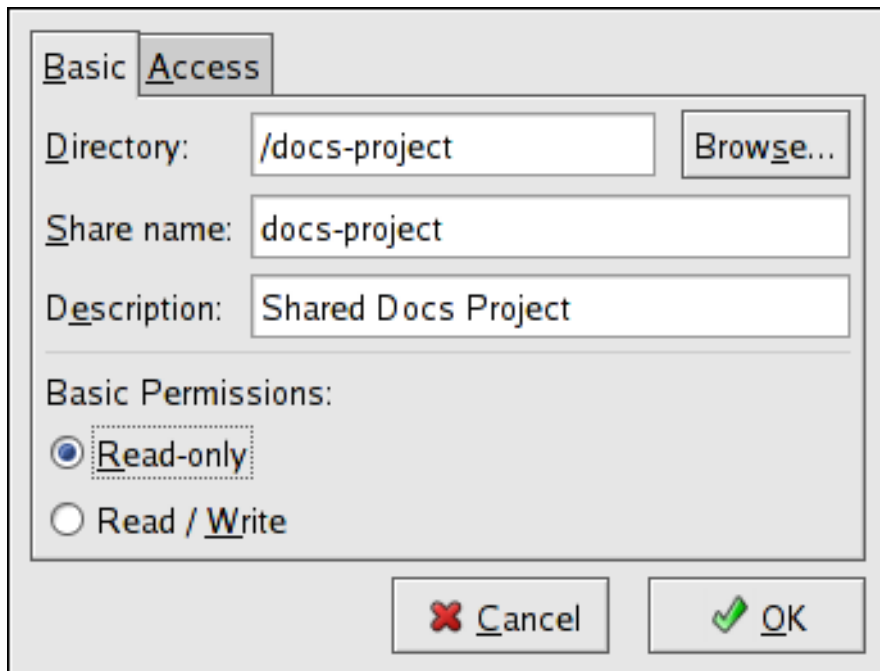 Basic Access
Directory: /docs-project Browse...
Share name: docs-project
Description: Shared Docs Project
Basic Permissions:
Read-only
Read / Write
Cancel OK